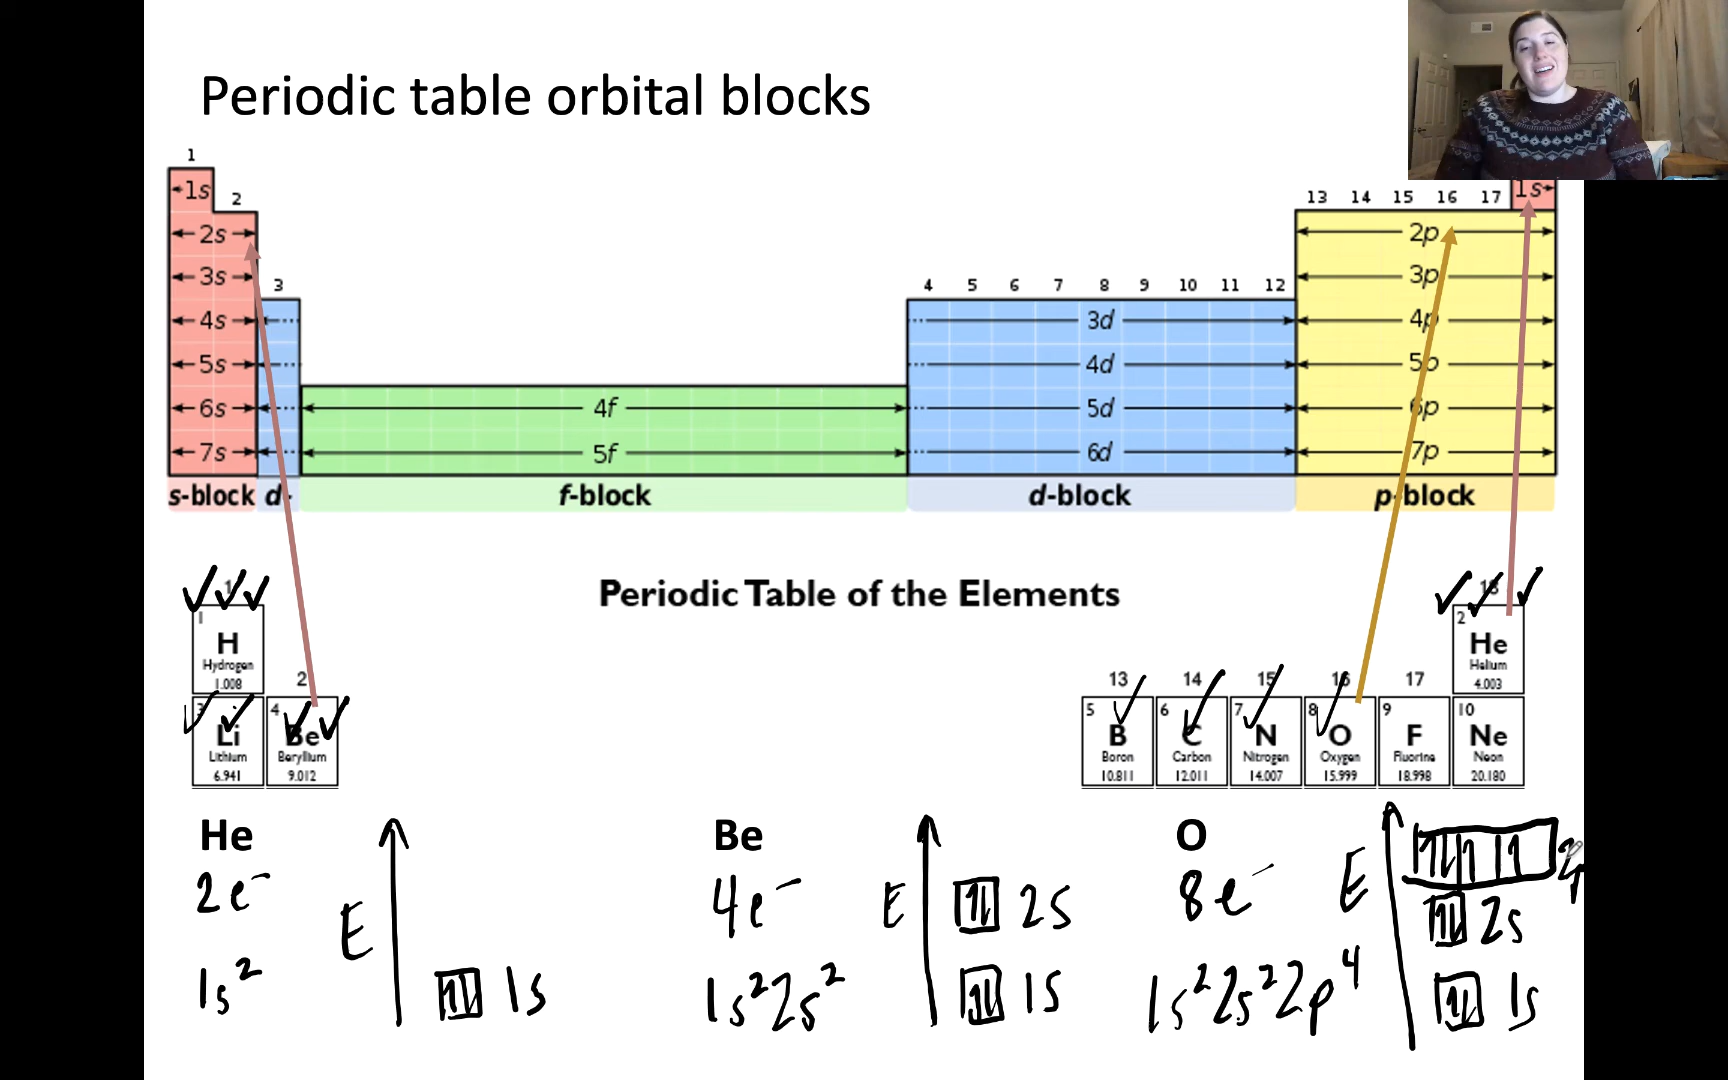 Periodic table orbital blocks
1
2
3
4 5 6 7 8 9 10 11 12
13 14 15 16 17
1s 1s
2s 2p
3s 3p
4s 3d 4p
5s 4d 5p
6s 4f 5d 6p
7s 5f 6d 7p
s-block d- f-block d-block p-block
Periodic Table of the Elements
1 18
1 H Hydrogen 1.008
2 He Helium 4.003
2 13 14 15 16 17
3 Li Lithium 6.941
4 Be Beryllium 9.012
5 B Boron 10.811
6 C Carbon 12.011
7 N Nitrogen 14.007
8 O Oxygen 15.999
9 F Fluorine 18.998
10 Ne Neon 20.180
He
2e⁻
1s²
E
1s
Be
4e⁻
1s²2s²
E
2s
1s
O
8e⁻
1s²2s²2p⁴
E
2s
1s